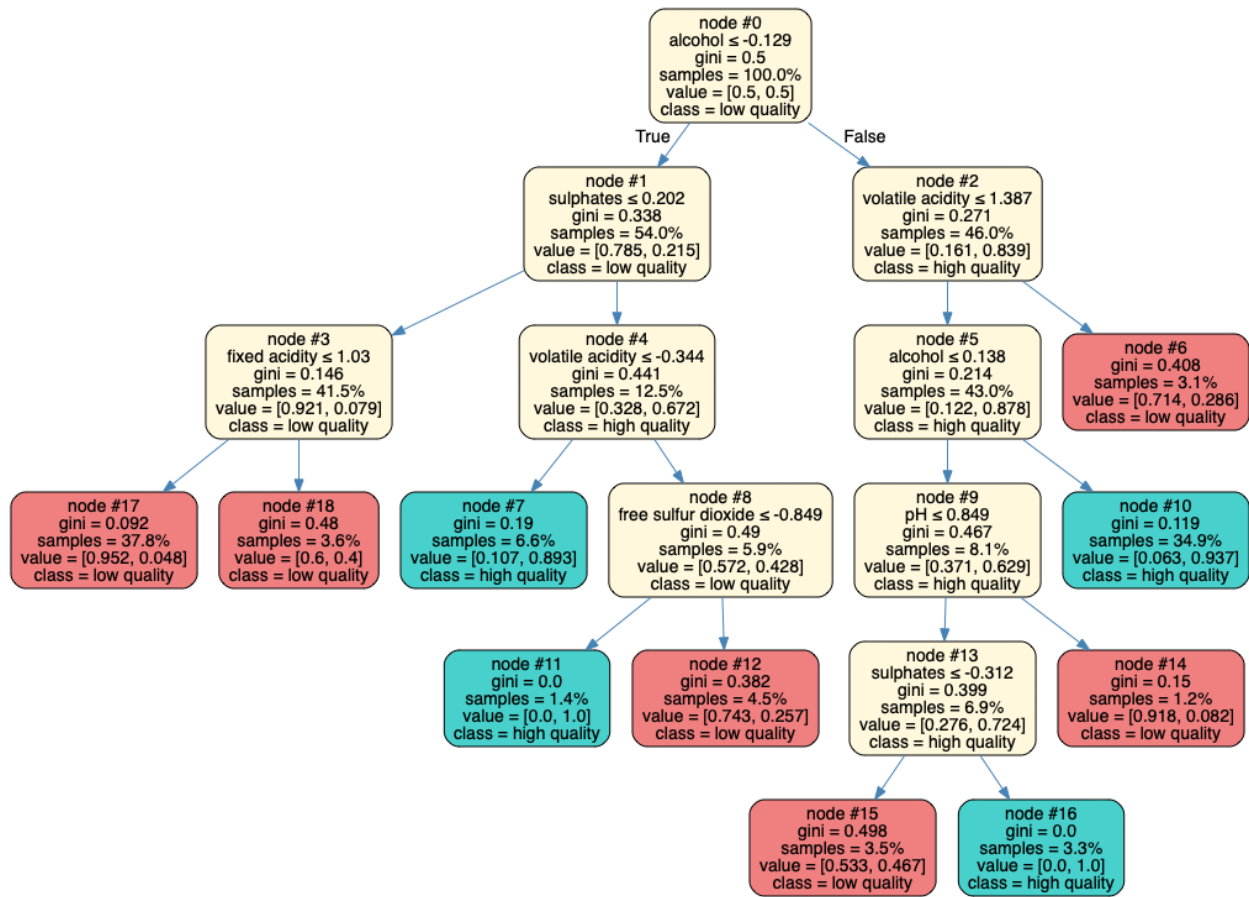 node #0
alcohol ≤ -0.129
gini = 0.5
samples = 100.0%
value = [0.5, 0.5]
class = low quality
True
False
node #1
sulphates ≤ 0.202
gini = 0.338
samples = 54.0%
value = [0.785, 0.215]
class = low quality
node #2
volatile acidity ≤ 1.387
gini = 0.271
samples = 46.0%
value = [0.161, 0.839]
class = high quality
node #3
fixed acidity ≤ 1.03
gini = 0.146
samples = 41.5%
value = [0.921, 0.079]
class = low quality
node #4
volatile acidity ≤ -0.344
gini = 0.441
samples = 12.5%
value = [0.328, 0.672]
class = high quality
node #5
alcohol ≤ 0.138
gini = 0.214
samples = 43.0%
value = [0.122, 0.878]
class = high quality
node #6
gini = 0.408
samples = 3.1%
value = [0.714, 0.286]
class = low quality
node #17
gini = 0.092
samples = 37.8%
value = [0.952, 0.048]
class = low quality
node #18
gini = 0.48
samples = 3.6%
value = [0.6, 0.4]
class = low quality
node #7
gini = 0.19
samples = 6.6%
value = [0.107, 0.893]
class = high quality
node #8
free sulfur dioxide ≤ -0.849
gini = 0.49
samples = 5.9%
value = [0.572, 0.428]
class = low quality
node #9
pH ≤ 0.849
gini = 0.467
samples = 8.1%
value = [0.371, 0.629]
class = high quality
node #10
gini = 0.119
samples = 34.9%
value = [0.063, 0.937]
class = high quality
node #11
gini = 0.0
samples = 1.4%
value = [0.0, 1.0]
class = high quality
node #12
gini = 0.382
samples = 4.5%
value = [0.743, 0.257]
class = low quality
node #13
sulphates ≤ -0.312
gini = 0.399
samples = 6.9%
value = [0.276, 0.724]
class = high quality
node #14
gini = 0.15
samples = 1.2%
value = [0.918, 0.082]
class = low quality
node #15
gini = 0.498
samples = 3.5%
value = [0.533, 0.467]
class = low quality
node #16
gini = 0.0
samples = 3.3%
value = [0.0, 1.0]
class = high quality